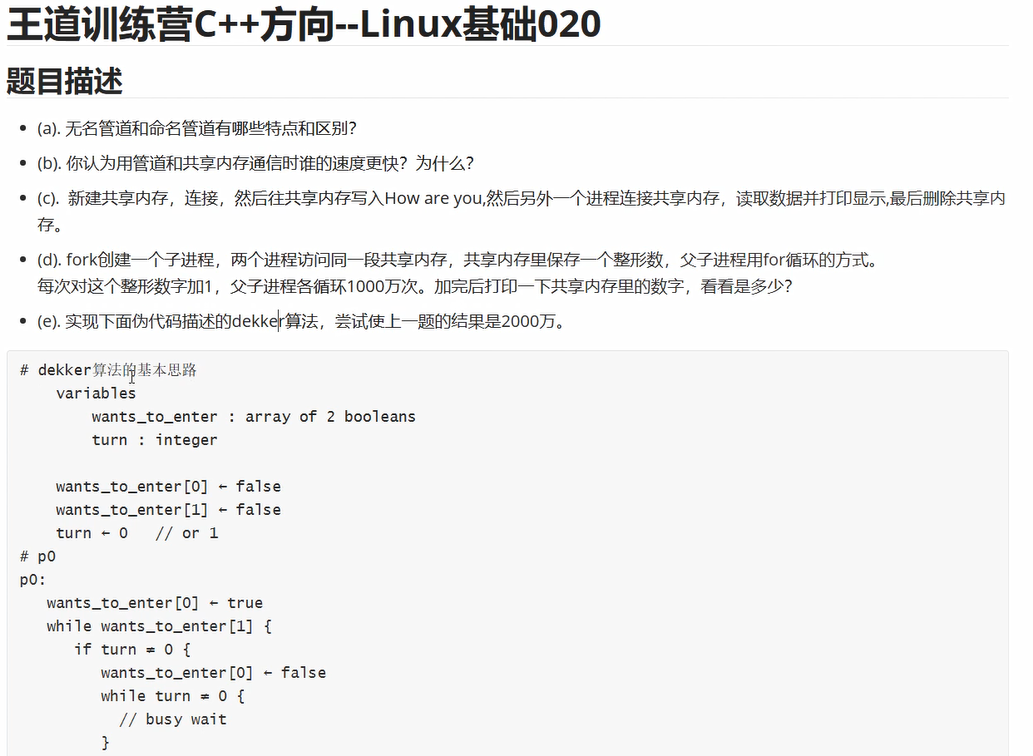 王道训练营C++方向--Linux基础020
题目描述
(a). 无名管道和命名管道有哪些特点和区别？
(b). 你认为用管道和共享内存通信时谁的速度更快？为什么？
(c).  新建共享内存，连接，然后往共享内存写入How are you,然后另外一个进程连接共享内存，读取数据并打印显示,最后删除共享内
存。
(d). fork创建一个子进程，两个进程访问同一段共享内存，共享内存里保存一个整形数，父子进程用for循环的方式。
每次对这个整形数字加1，父子进程各循环1000万次。加完后打印一下共享内存里的数字，看看是多少？
(e). 实现下面伪代码描述的dekker算法，尝试使上一题的结果是2000万。
# dekker算法的基本思路
    variables
        wants_to_enter : array of 2 booleans
        turn : integer

    wants_to_enter[0] ← false
    wants_to_enter[1] ← false
    turn ← 0   // or 1
# p0
p0:
   wants_to_enter[0] ← true
   while wants_to_enter[1] {
      if turn ≠ 0 {
         wants_to_enter[0] ← false
         while turn ≠ 0 {
           // busy wait
         }